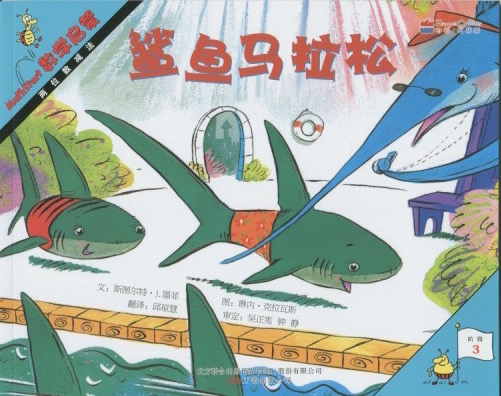 MathStart
数学启蒙
两位数减法
鲨鱼马拉松
文：斯图尔特·J.墨菲
图：琳内·克拉瓦斯
翻译：邱琼慧
审定：吴正宪 钟 静
阶段
3